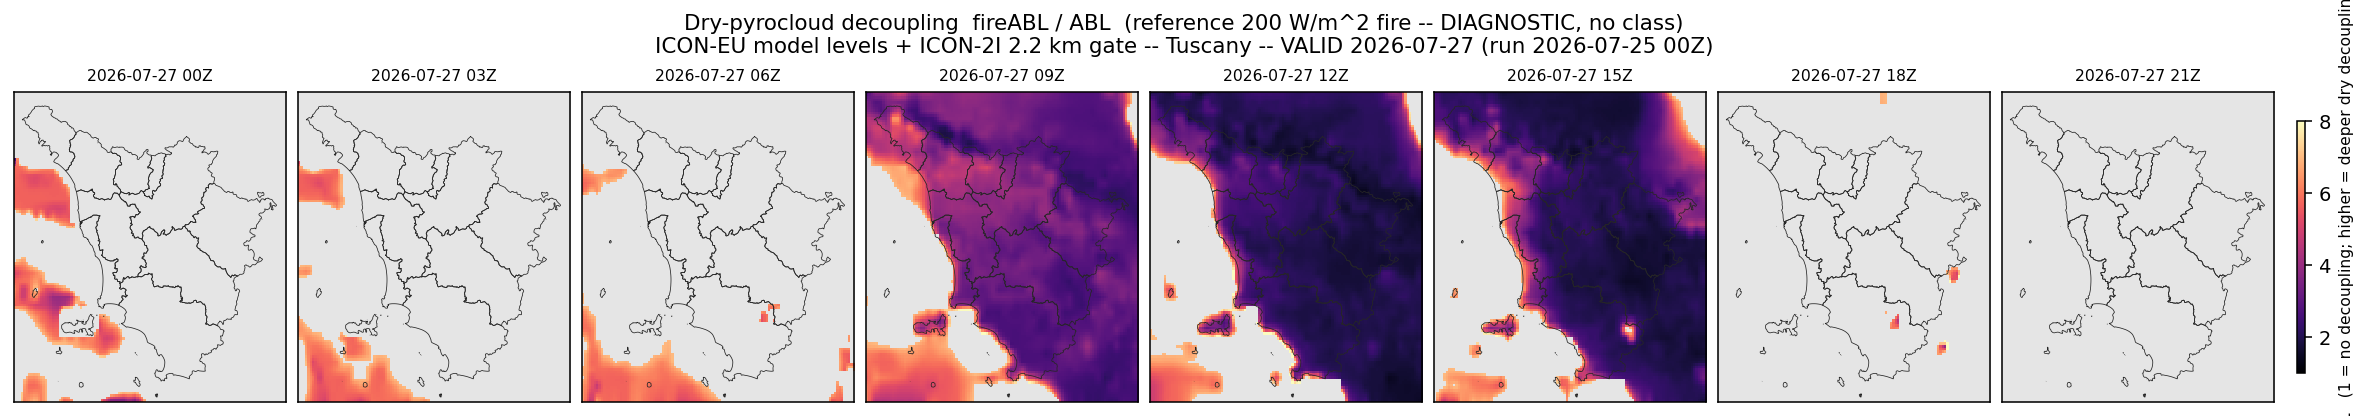 Dry-pyrocloud decoupling  fireABL / ABL  (reference 200 W/m^2 fire -- DIAGNOSTIC, no class)
ICON-EU model levels + ICON-2I 2.2 km gate -- Tuscany -- VALID 2026-07-27 (run 2026-07-25 00Z)
2026-07-27 00Z
2026-07-27 03Z
2026-07-27 06Z
2026-07-27 09Z
2026-07-27 12Z
2026-07-27 15Z
2026-07-27 18Z
2026-07-27 21Z
8
6
4
2
(1 = no decoupling; higher = deeper dry decoupling